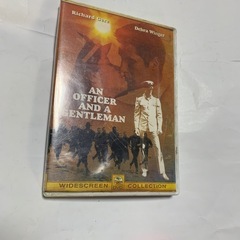 Richard Gere
Debra Winger
AN
OFFICER AND A
GENTLEMAN
WIDESCREEN COLLECTION